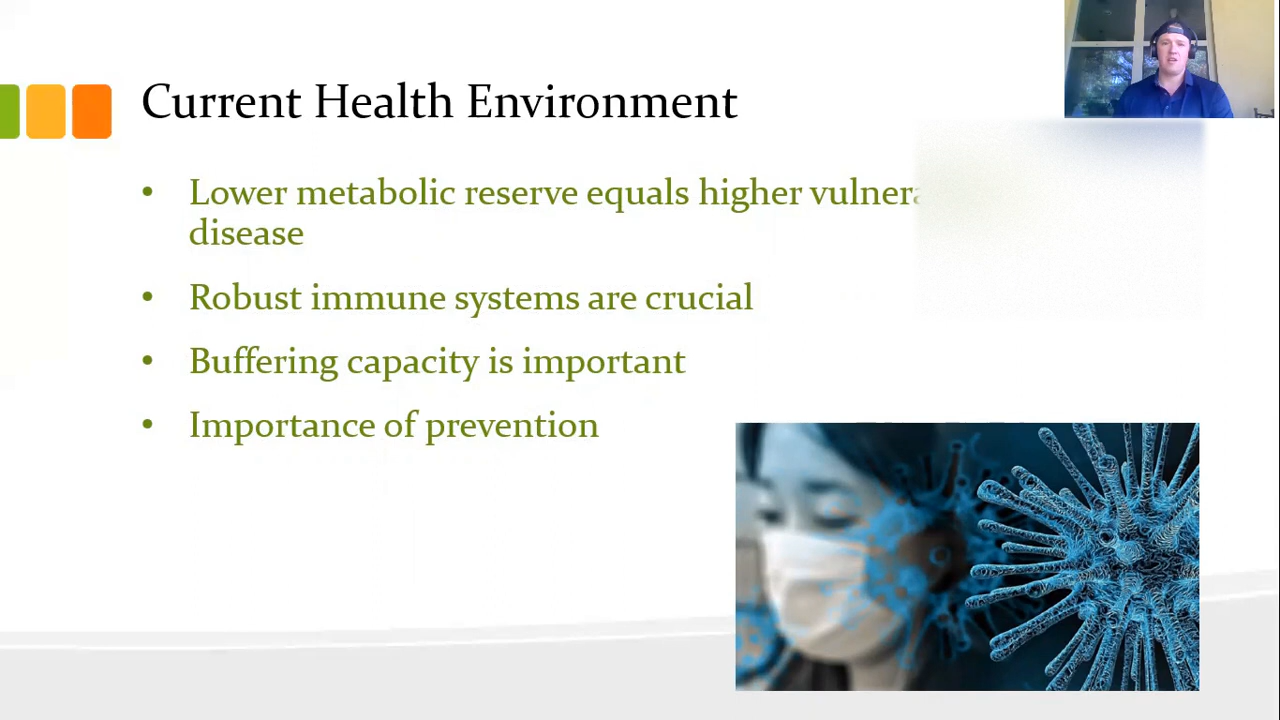 Current Health Environment
• Lower metabolic reserve equals higher
disease
• Robust immune systems are crucial
• Buffering capacity is important
• Importance of prevention